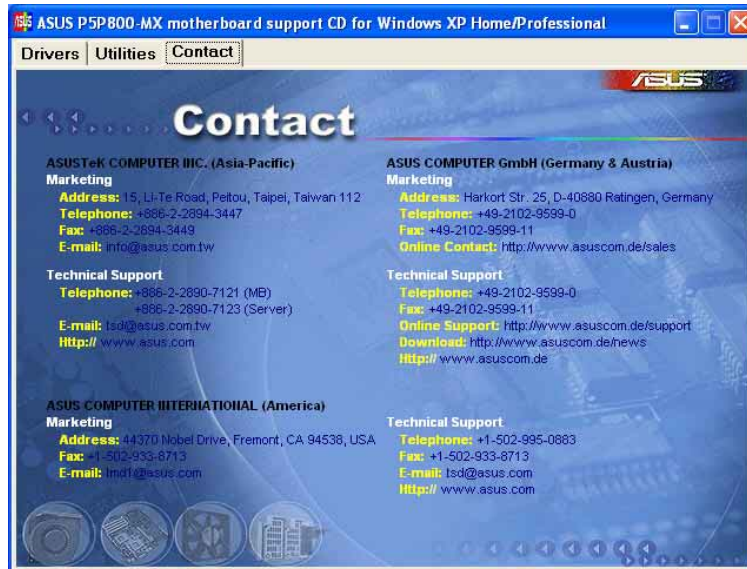 ASUS P5P800-MX motherboard support CD for Windows XP Home/Professional
Drivers Utilities Contact
ASUS
Contact
ASUSTeK COMPUTER INC. (Asia-Pacific)
Marketing
Address: 15, Li-Te Road, Peitou, Taipei, Taiwan 112
Telephone: +886-2-2894-3447
Fax: +886-2-2894-3449
E-mail: info@asus.com.tw
Technical Support
Telephone: +886-2-2890-7121 (MB)
+886-2-2890-7123 (Server)
E-mail: tsd@asus.com.tw
Http:// www.asus.com
ASUS COMPUTER GmbH (Germany & Austria)
Marketing
Address: Harkort Str. 25, D-40880 Ratingen, Germany
Telephone: +49-2102-9599-0
Fax: +49-2102-9599-11
Online Contact: http://www.asuscom.de/sales
Technical Support
Telephone: +49-2102-9599-0
Fax: +49-2102-9599-11
Online Support: http://www.asuscom.de/support
Download: http://www.asuscom.de/news
Http:// www.asuscom.de
ASUS COMPUTER INTERNATIONAL (America)
Marketing
Address: 44370 Nobel Drive, Fremont, CA 94538, USA
Fax: +1-502-933-8713
E-mail: lmd1@asus.com
Technical Support
Telephone: +1-502-995-0883
Fax: +1-502-933-8713
E-mail: tsd@asus.com
Http:// www.asus.com